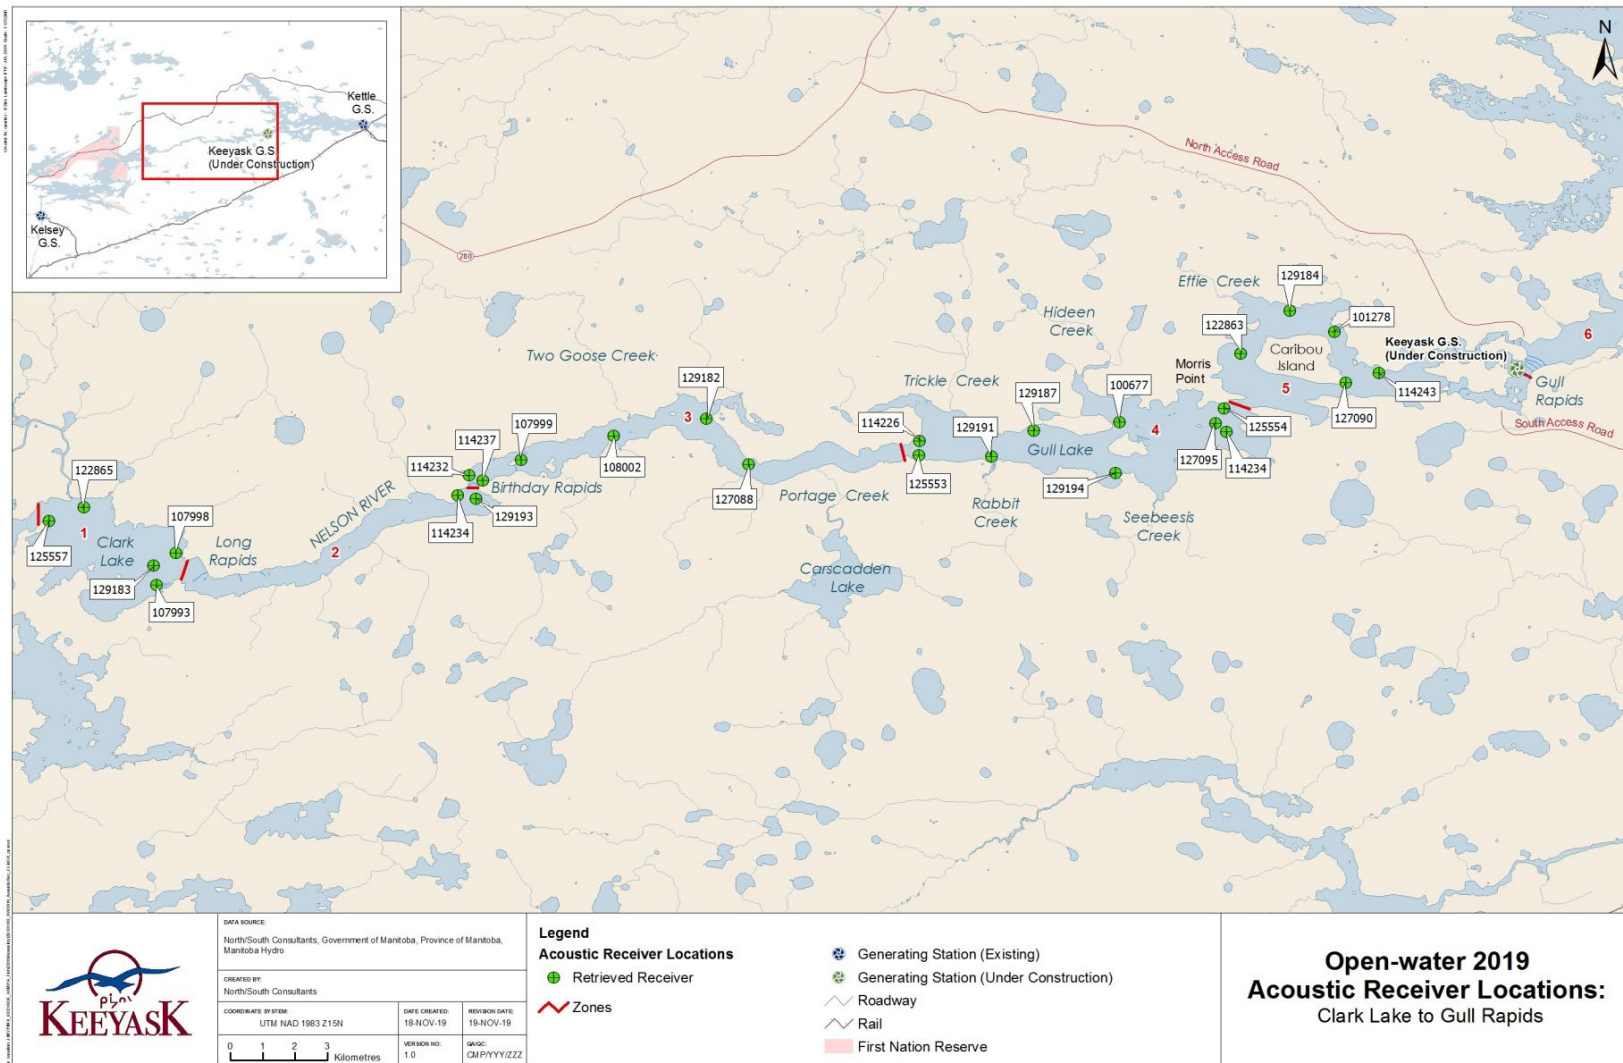 Kettle
G.S.
Keeyask G.S.
(Under Construction)
Kelsey
G.S.
N
North Access Road
280
Effie Creek
129184
101278
Hideen
Creek
122863
Caribou
Island
Keeyask G.S.
(Under Construction)
6
Morris
Point
5
Gull
Rapids
South Access Road
114243
127090
Two Goose Creek
129182
3
Trickle Creek
129187
100677
114226
129191
Gull Lake
4
125554
127095
114234
107999
114237
114232
108002
Birthday Rapids
127088
125553
129194
Portage Creek
Rabbit
Creek
Seebeesis
Creek
122865
NELSON RIVER
114234
129193
1
107998
125557
Clark
Lake
Long
Rapids
2
129183
107993
Carscadden
Lake
KEEYASK
DATA SOURCE:
North/South Consultants, Government of Manitoba, Province of Manitoba,
Manitoba Hydro
CREATED BY:
North/South Consultants
COORDINATE SYSTEM:
UTM NAD 1983 Z15N
DATE CREATED:
18-NOV-19
REVISION DATE:
19-NOV-19
0 1 2 3
Kilometres
VERSION NO:
1.0
QA/QC:
CMP/YYY/ZZZ
Legend
Acoustic Receiver Locations
Retrieved Receiver
Zones
Generating Station (Existing)
Generating Station (Under Construction)
Roadway
Rail
First Nation Reserve
Open-water 2019
Acoustic Receiver Locations:
Clark Lake to Gull Rapids